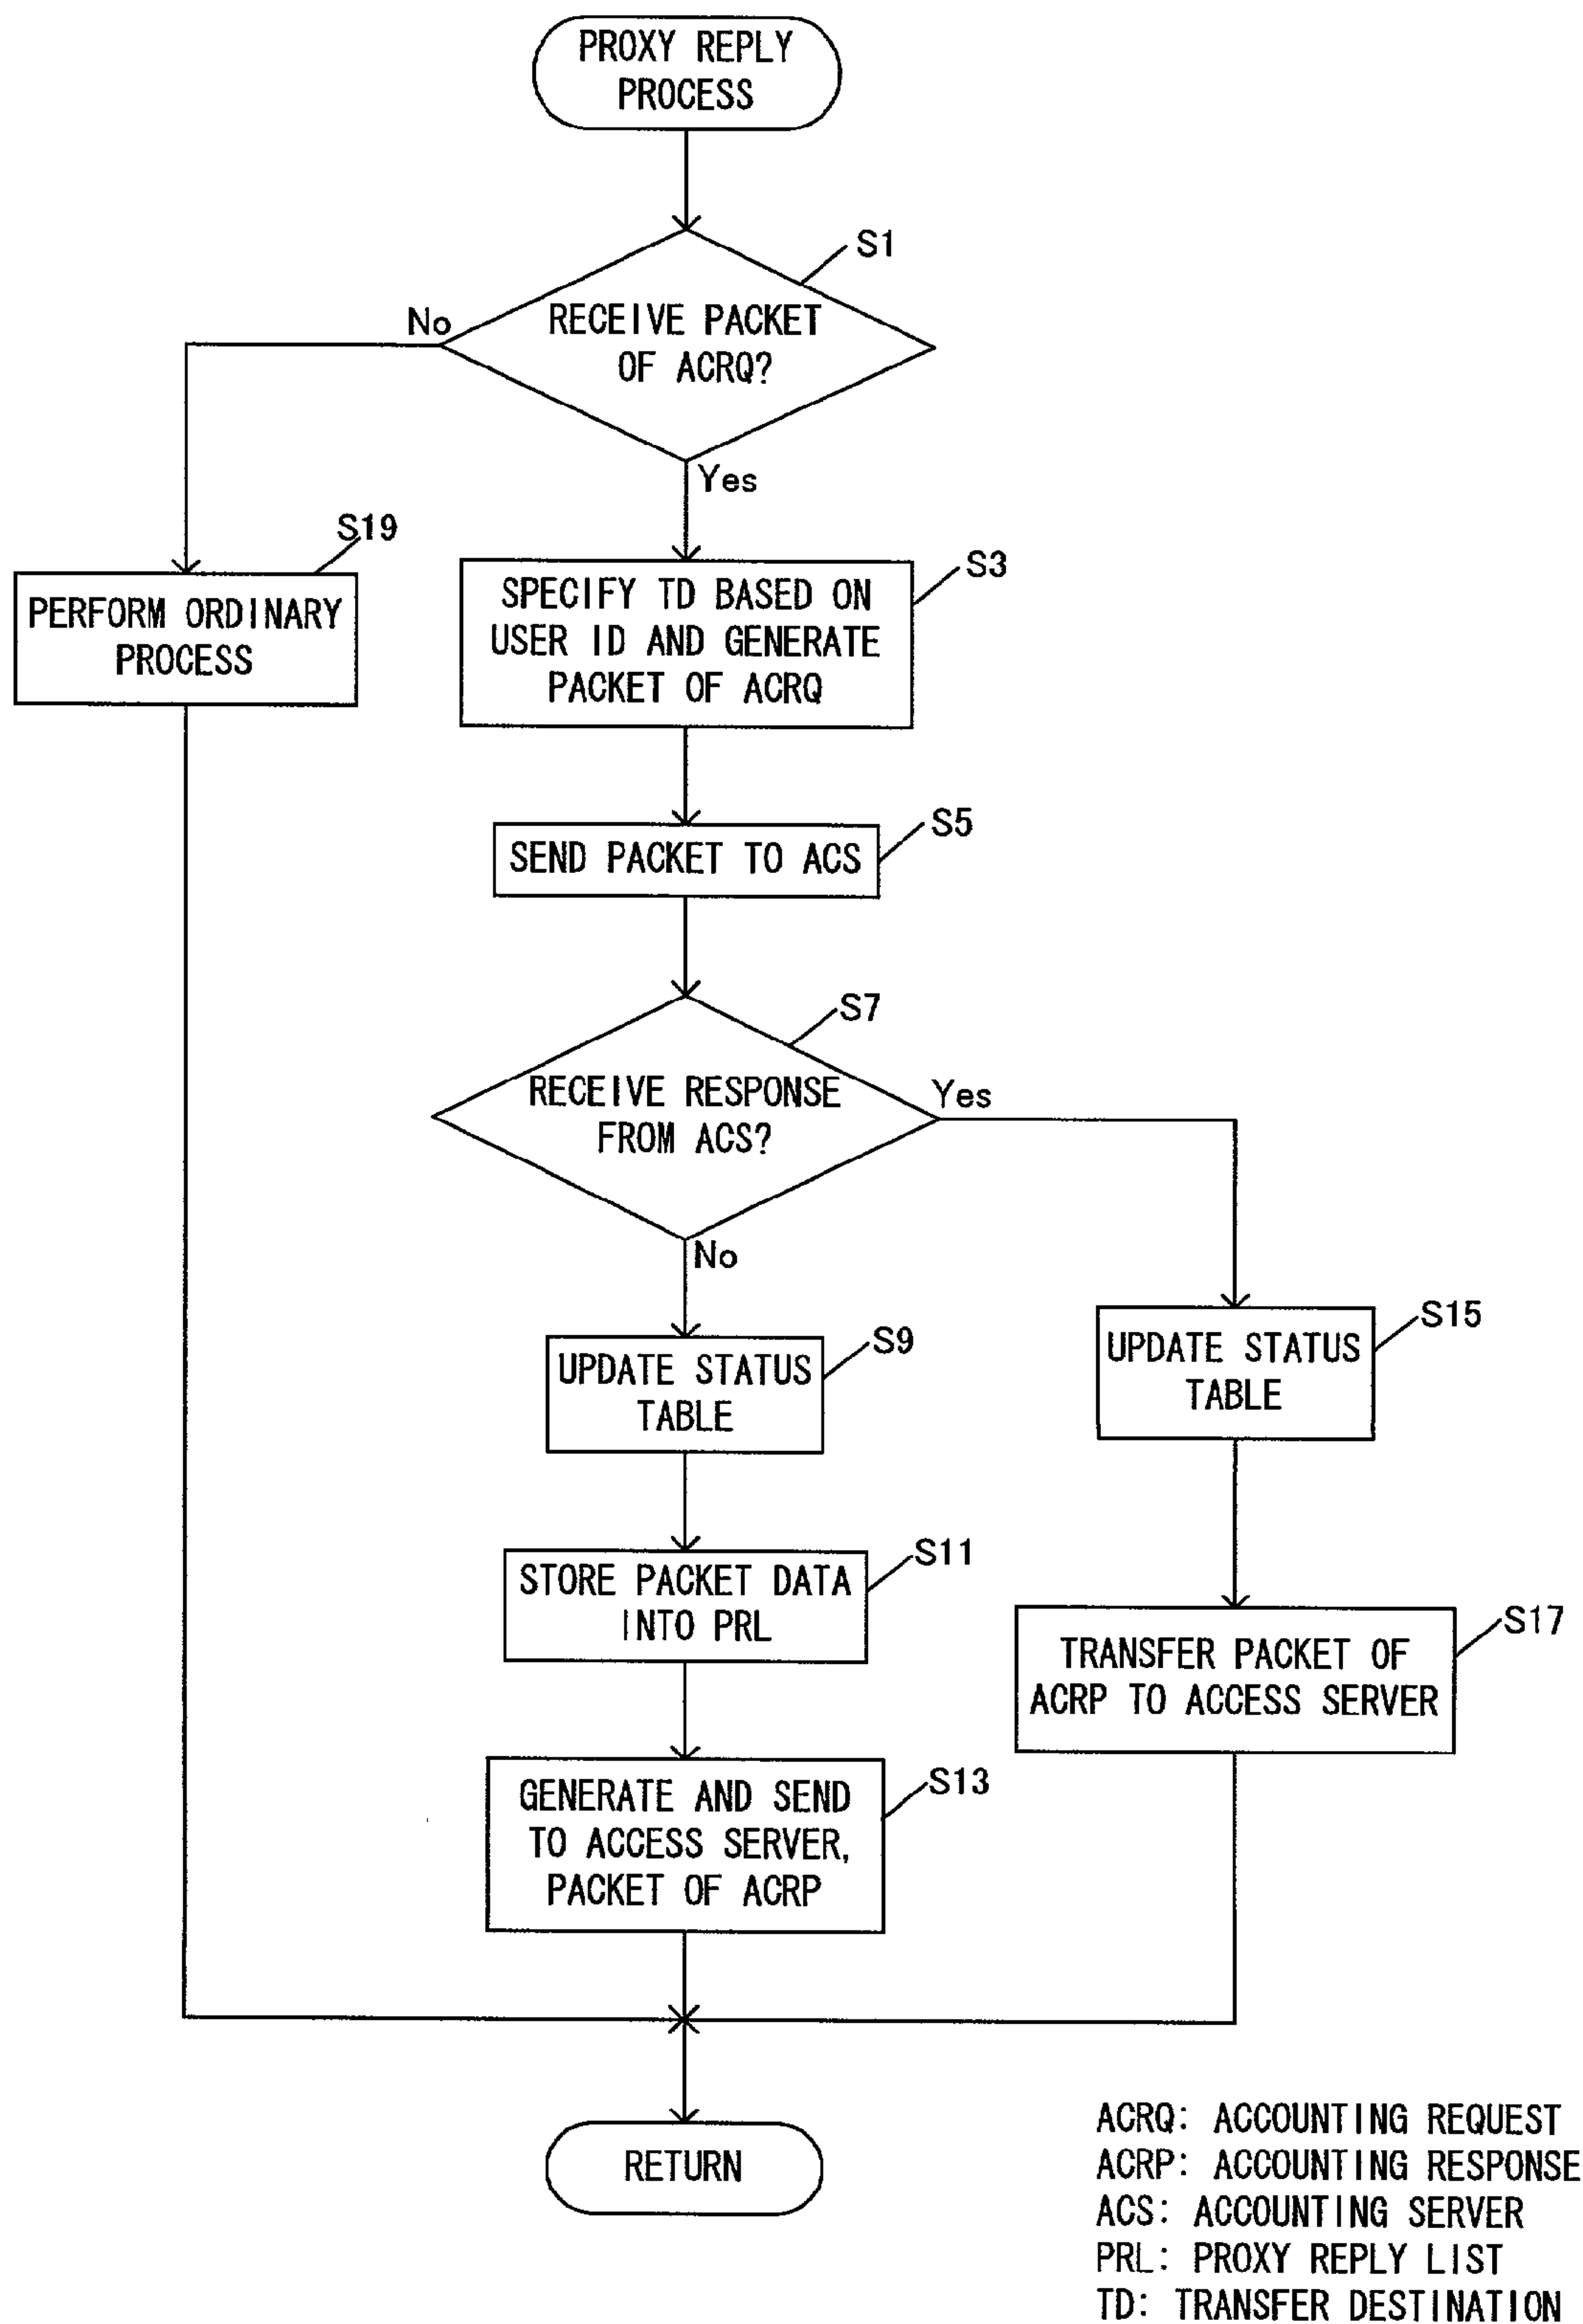 PROXY REPLY
PROCESS
S1
RECEIVE PACKET
OF ACRQ?
No
Yes
S19
PERFORM ORDINARY
PROCESS
S3
SPECIFY TD BASED ON
USER ID AND GENERATE
PACKET OF ACRQ
S5
SEND PACKET TO ACS
S7
RECEIVE RESPONSE
FROM ACS?
Yes
No
S9
UPDATE STATUS
TABLE
S15
UPDATE STATUS
TABLE
S11
STORE PACKET DATA
INTO PRL
S17
TRANSFER PACKET OF
ACRP TO ACCESS SERVER
S13
GENERATE AND SEND
TO ACCESS SERVER,
PACKET OF ACRP
RETURN
ACRQ: ACCOUNTING REQUEST
ACRP: ACCOUNTING RESPONSE
ACS: ACCOUNTING SERVER
PRL: PROXY REPLY LIST
TD: TRANSFER DESTINATION